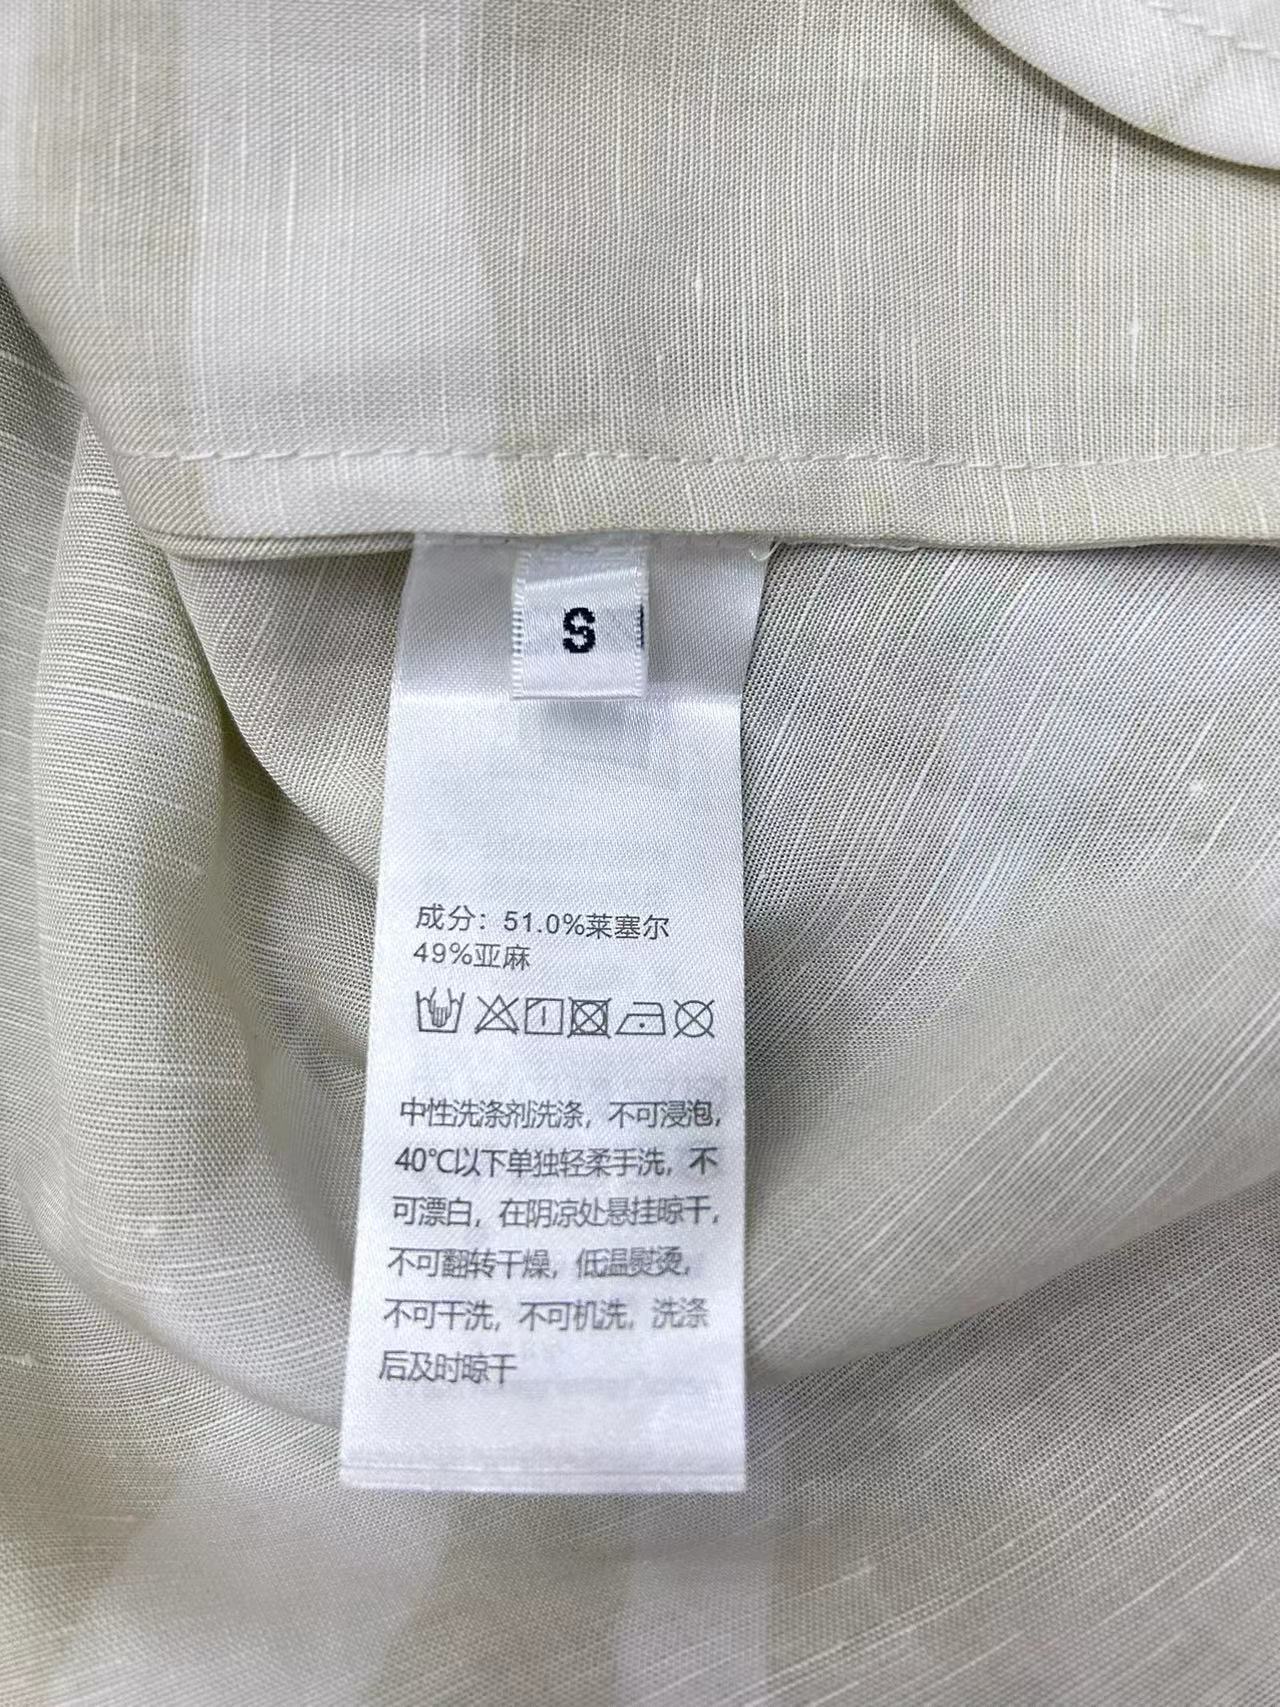 S
成分：51.0%莱塞尔
49%亚麻
中性洗涤剂洗涤，不可浸泡，
40℃以下单独轻柔手洗，不
可漂白，在阴凉处悬挂晾干，
不可翻转干燥，低温熨烫，
不可干洗，不可机洗，洗涤
后及时晾干